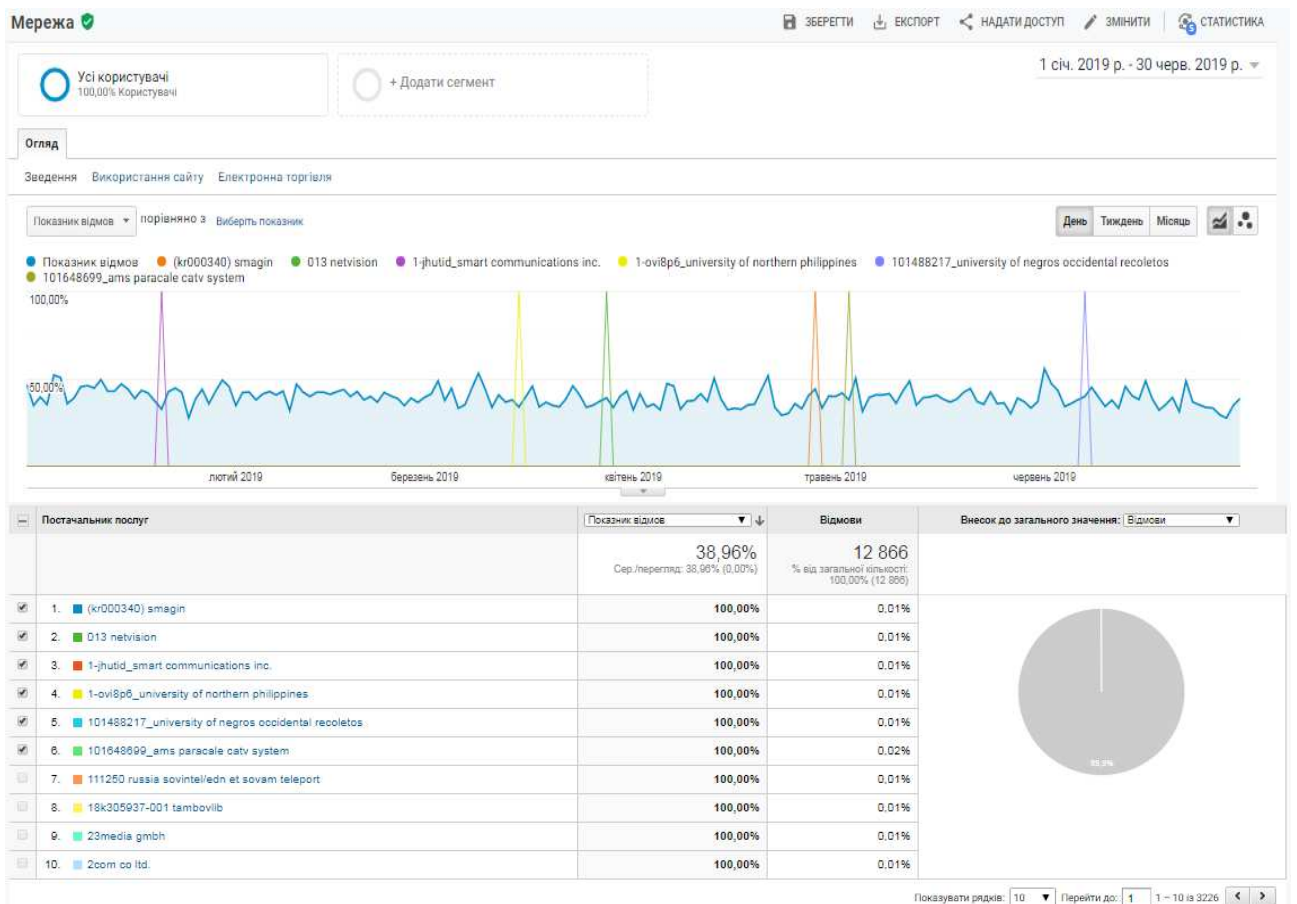 Мережа
ЗБЕРЕГТИ ЕКСПОРТ НАДАТИ ДОСТУП ЗМІНИТИ 5 СТАТИСТИКА
Усі користувачі
100,00% Користувачі
+ Додати сегмент
1 січ. 2019 р. - 30 черв. 2019 р.
Огляд
Зведення Використання сайту Електронна торгівля
Показник відмов порівняно з Виберіть показник
День Тиждень Місяць
Показник відмов (kr000340) smagin 013 netvision 1-jhutid_smart communications inc. 1-ovi8p6_university of northern philippines 101488217_university of negros occidental recoletos
101648699_ams paracale catv system
100,00%
50,00%
лютий 2019 березень 2019 квітень 2019 травень 2019 червень 2019
Постачальник послуг Показник відмов Відмови Внесок до загального значення: Відмови
38,96% 12 866
Сер./перегляд: 38,96% (0,00%) % від загальної кількості:
100,00% (12 866)
1. (kr000340) smagin 100,00% 0,01%
2. 013 netvision 100,00% 0,01%
3. 1-jhutid_smart communications inc. 100,00% 0,01%
4. 1-ovi8p6_university of northern philippines 100,00% 0,01%
5. 101488217_university of negros occidental recoletos 100,00% 0,01%
6. 101648699_ams paracale catv system 100,00% 0,02%
7. 111250 russia sovintel/edn et sovam teleport 100,00% 0,01%
8. 18k305937-001 tambovlib 100,00% 0,01%
9. 23media gmbh 100,00% 0,01%
10. 2com co ltd. 100,00% 0,01%
99,9%
Показувати рядків: 10 Перейти до: 1 1 – 10 із 3226